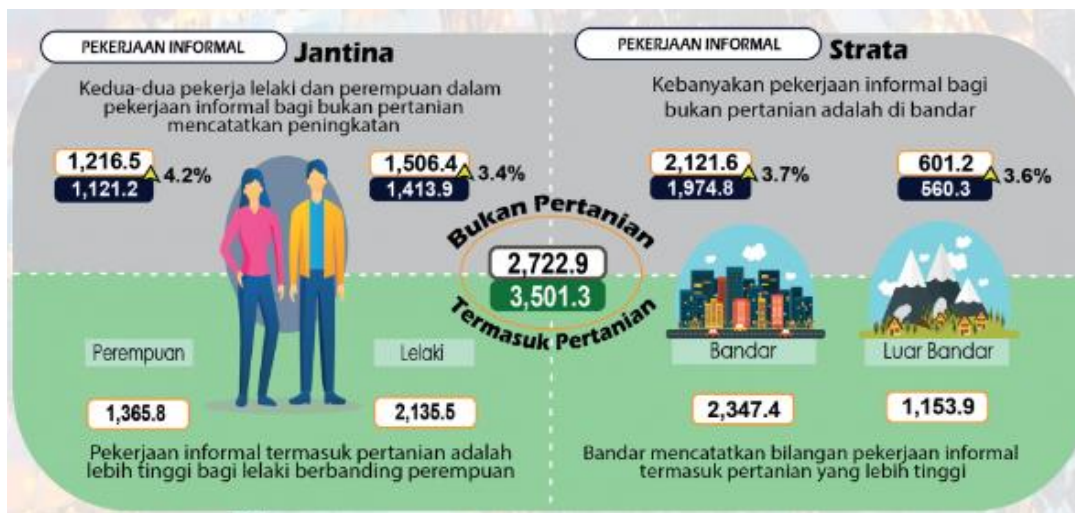 PEKERJAAN INFORMAL
Jantina
Kedua-dua pekerja lelaki dan perempuan dalam
pekerjaan informal bagi bukan pertanian
mencatatkan peningkatan
1,216.5
1,121.2
4.2%
1,506.4
1,413.9
3.4%
PEKERJAAN INFORMAL
Strata
Kebanyakan pekerjaan informal bagi
bukan pertanian adalah di bandar
2,121.6
1,974.8
3.7%
601.2
560.3
3.6%
Bukan Pertanian
2,722.9
3,501.3
Termasuk Pertanian
Perempuan
Lelaki
1,365.8
2,135.5
Pekerjaan informal termasuk pertanian adalah
lebih tinggi bagi lelaki berbanding perempuan
Bandar
Luar Bandar
2,347.4
1,153.9
Bandar mencatatkan bilangan pekerjaan informal
termasuk pertanian yang lebih tinggi